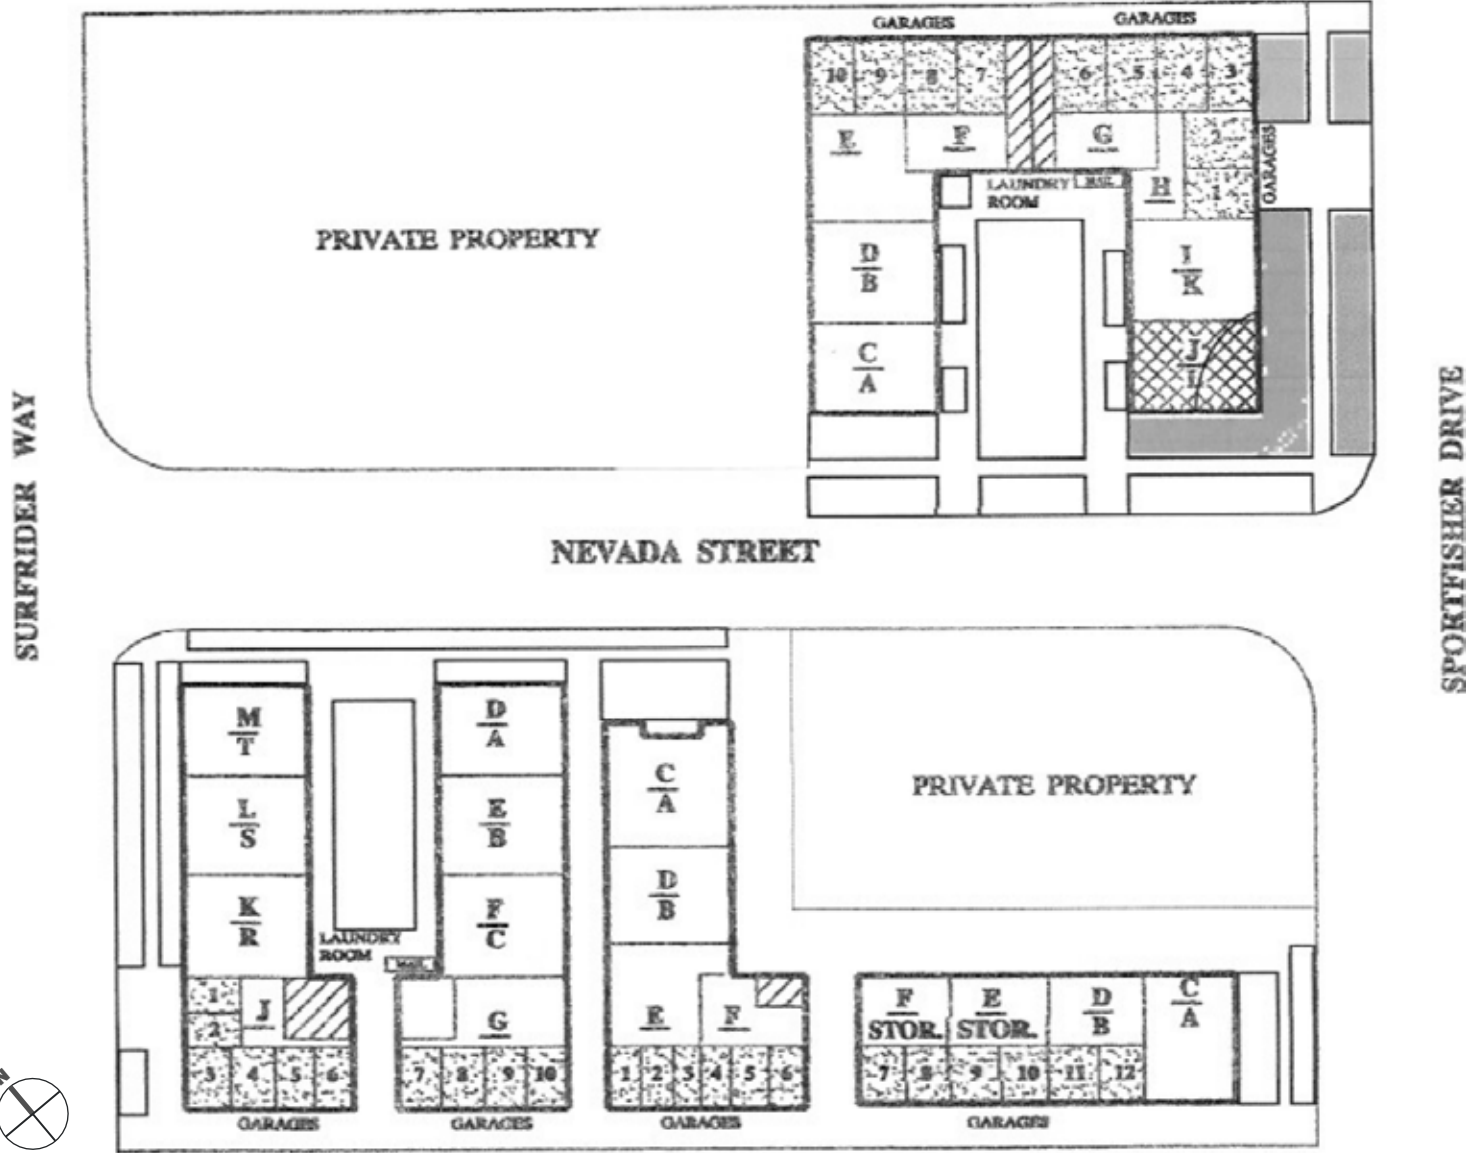 GARAGES
GARAGES
10 9 8 7
6 5 4 3
E
F
G
2
1
GARAGES
LAUNDRY
ROOM
MAIL
H
PRIVATE PROPERTY
D
B
I
K
C
A
J
L
SURFRIDER WAY
SPORTFISHER DRIVE
NEVADA STREET
M
T
D
A
C
A
PRIVATE PROPERTY
L
S
E
B
D
B
K
R
F
C
LAUNDRY
ROOM
MAIL
1
2
J
G
E
F
F
STOR.
E
STOR.
D
B
C
A
3 4 5 6
7 8 9 10
1 2 3 4 5 6
7 8 9 10 11 12
GARAGES
GARAGES
GARAGES
GARAGES
N